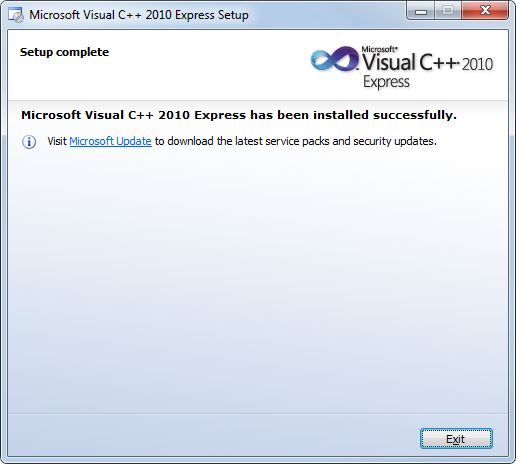 Microsoft Visual C++ 2010 Express Setup
Setup complete
Microsoft®
Visual C++ 2010
Express
Microsoft Visual C++ 2010 Express has been installed successfully.
Visit Microsoft Update to download the latest service packs and security updates.
Exit